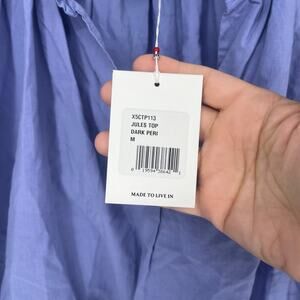 X5CTP113
JULES TOP
DARK PERI
M
MADE TO LIVE IN